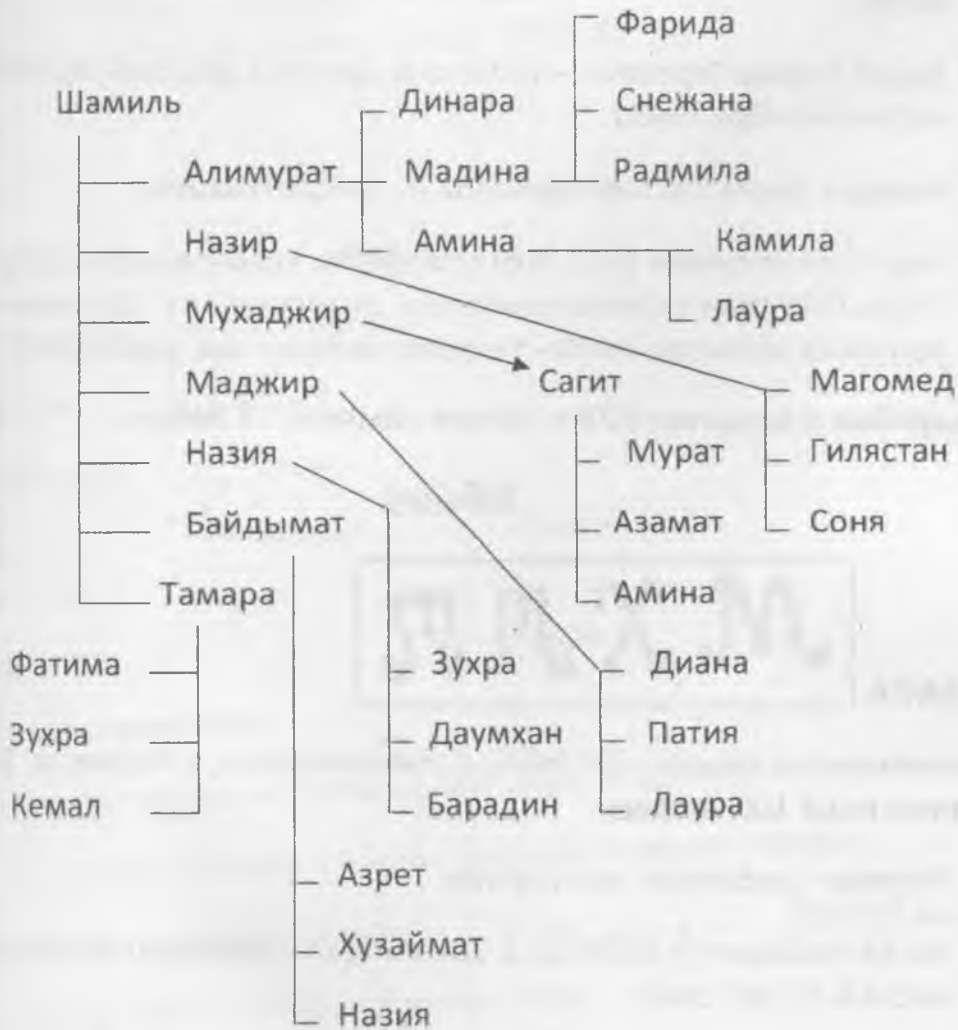 Фарида
Шамиль Динара Снежана
Алимурат Мадина Радмила
Назир Амина Камила
Мухаджир Лаура
Маджир Сагит Магомед
Назия Мурат Гилястан
Байдымат Азамат Соня
Тамара Амина
Фатима Зухра Диана
Зухра Даумхан Патия
Кемал Барадин Лаура
Азрет
Хузаймат
Назия